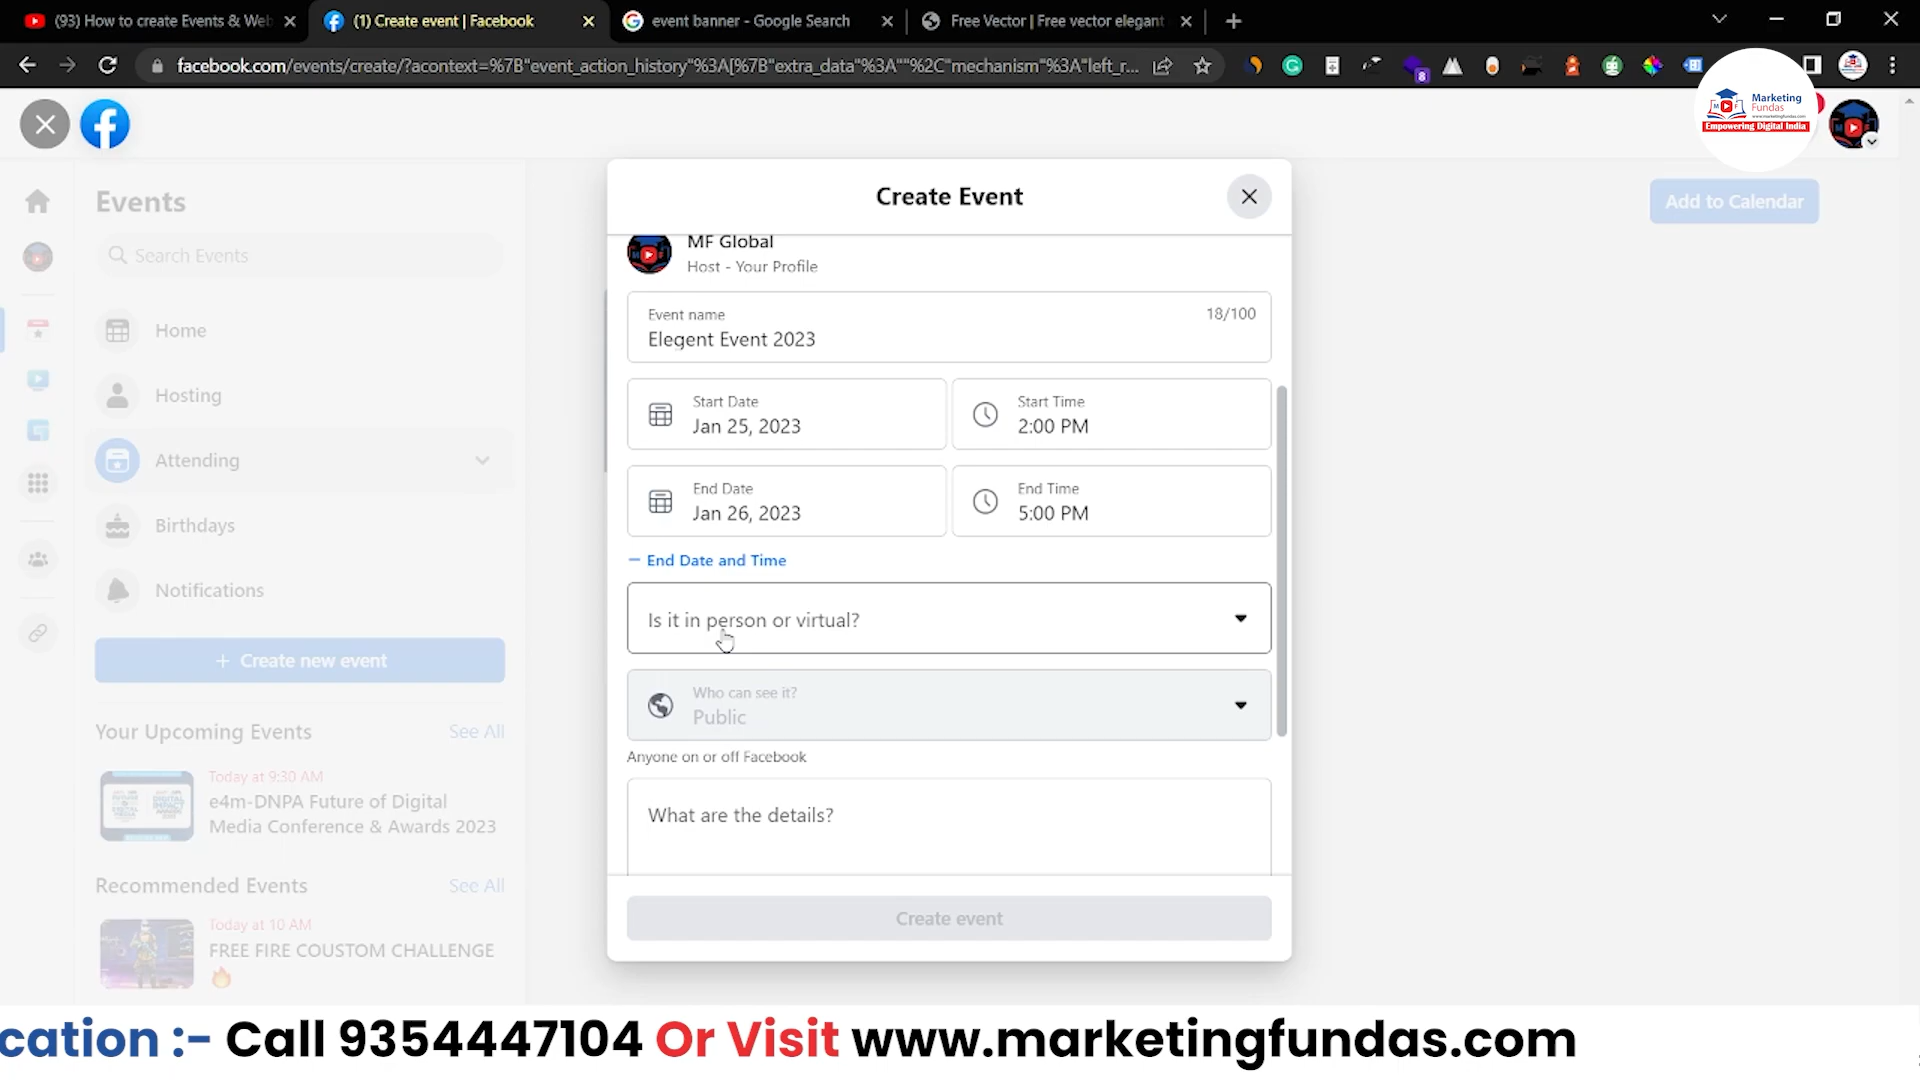 (93) How to create Events & Web
(1) Create event | Facebook
event banner - Google Search
Free Vector | Free vector elegant
facebook.com/events/create/?acontext=%7B"event_action_history"%3A[%7B"extra_data"%3A""%2C"mechanism"%3A"left_r...
8
Marketing
Fundas
www.marketingfundas.com
Empowering Digital India
Events
Search Events
Home
Hosting
Attending
Birthdays
Notifications
+ Create new event
Your Upcoming Events
See All
Today at 9:30 AM
e4m-DNPA Future of Digital
Media Conference & Awards 2023
Recommended Events
See All
Today at 10 AM
FREE FIRE COUSTOM CHALLENGE
🔥
Add to Calendar
Create Event
MF Global
Host - Your Profile
Event name
18/100
Elegent Event 2023
Start Date
Jan 25, 2023
Start Time
2:00 PM
End Date
Jan 26, 2023
End Time
5:00 PM
− End Date and Time
Is it in person or virtual?
Who can see it?
Public
Anyone on or off Facebook
What are the details?
Create event
cation :- Call 9354447104 Or Visit www.marketingfundas.com